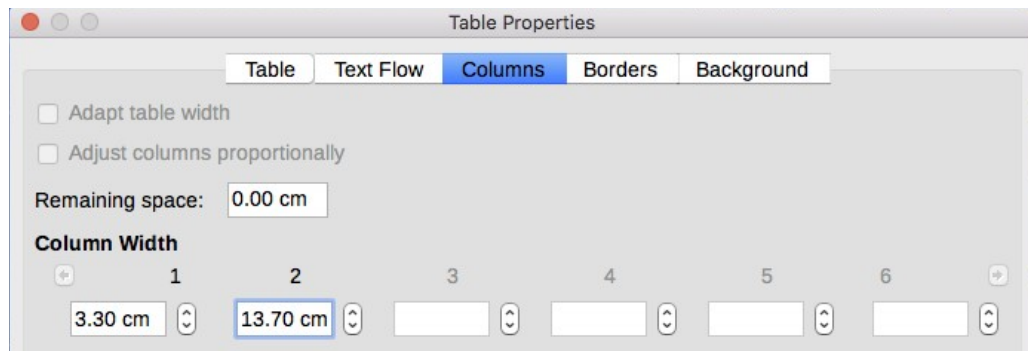 Table Properties
Table Text Flow Columns Borders Background
Adapt table width
Adjust columns proportionally
Remaining space: 0.00 cm
Column Width
1 2 3 4 5 6
3.30 cm 13.70 cm